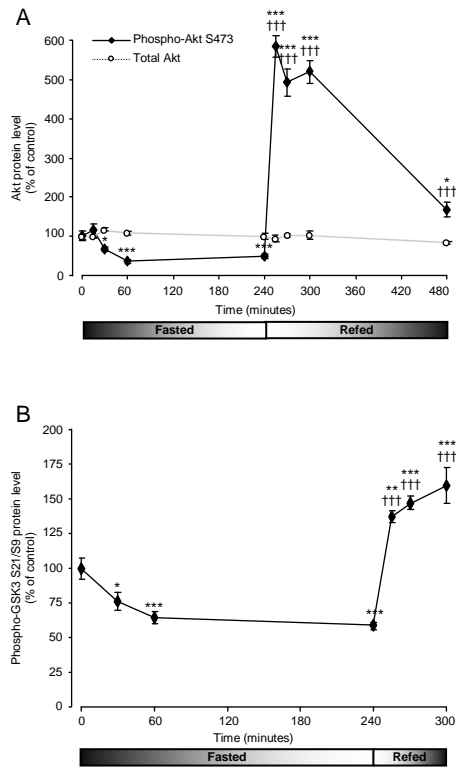 A
Phospho-Akt S473
Total Akt
Akt protein level
(% of control)
600
500
400
300
200
100
0
*
***
***
***
†††
***
†††
***
†††
*
†††
0 60 120 180 240 300 360 420 480
Time (minutes)
Fasted Refed
B
Phospho-GSK3 S21/S9 protein level
(% of control)
200
175
150
125
100
75
50
25
0
*
***
***
**
†††
***
†††
***
†††
0 60 120 180 240 300
Time (minutes)
Fasted Refed